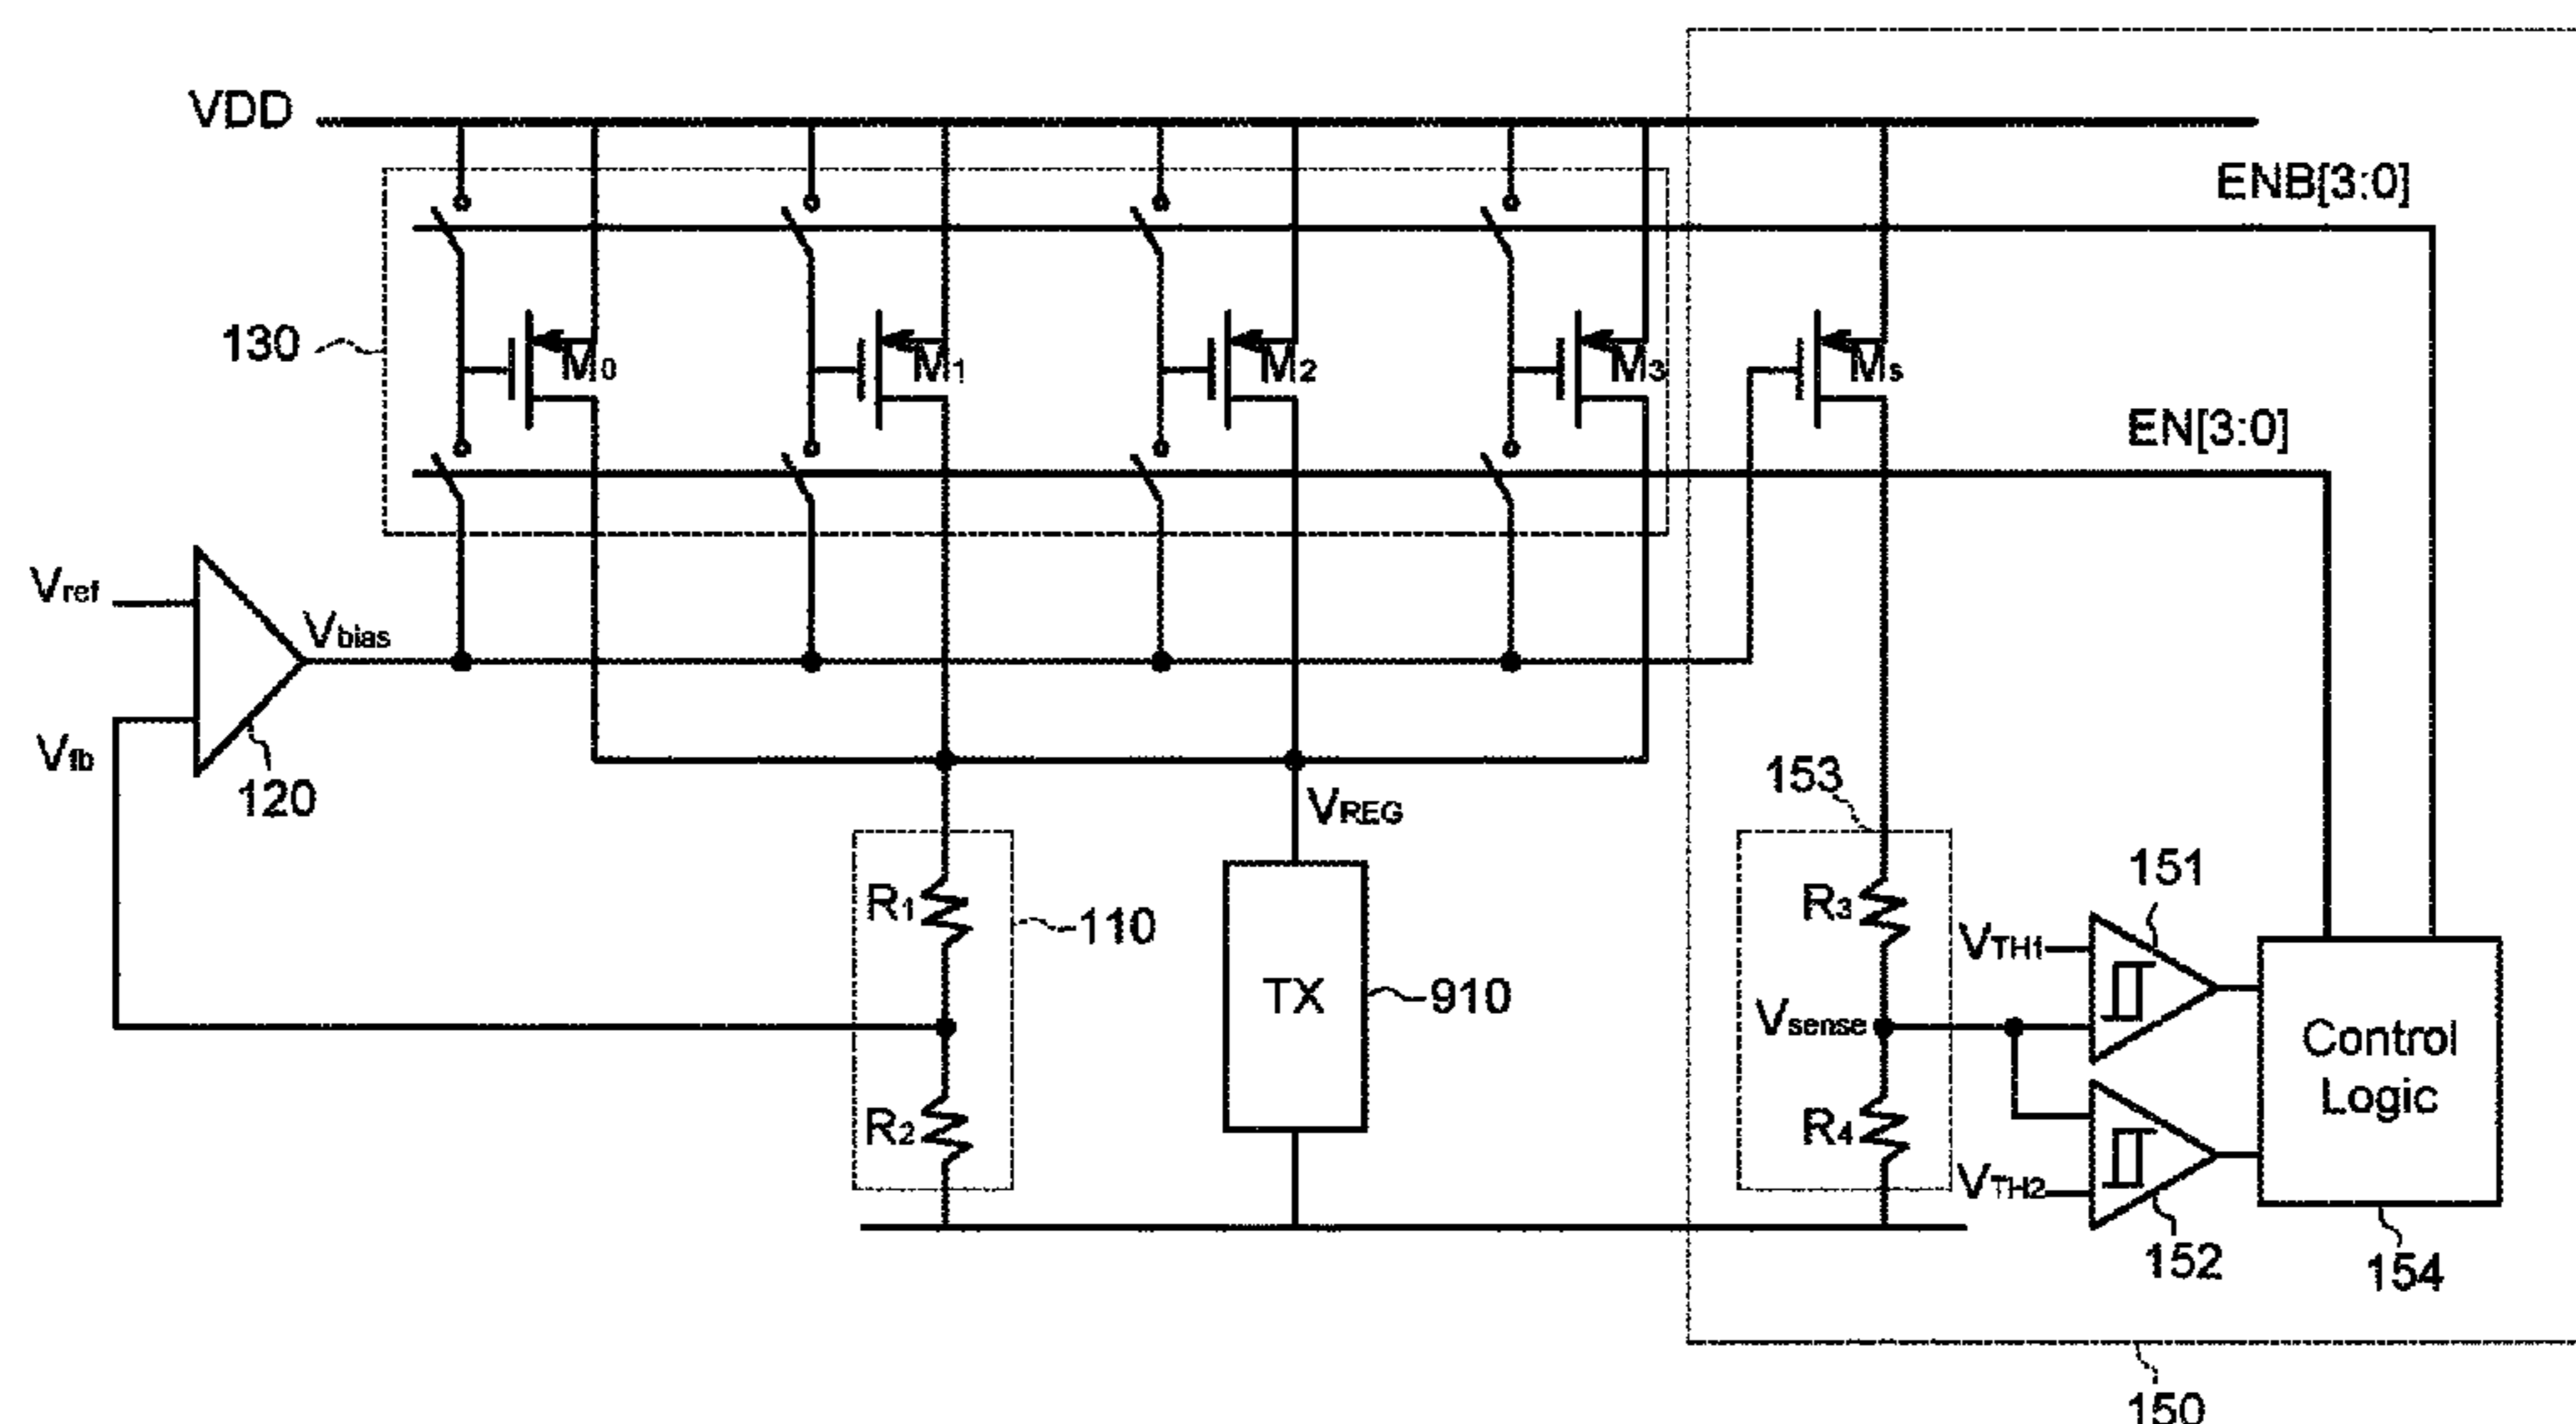 VDD
ENB[3:0]
130
M0
M1
M2
M3
Ms
EN[3:0]
Vref
Vbias
Vfb
120
VREG
153
R1
110
TX
910
R3
VTH1
151
Vsense
Control
Logic
R2
R4
VTH2
152
154
150